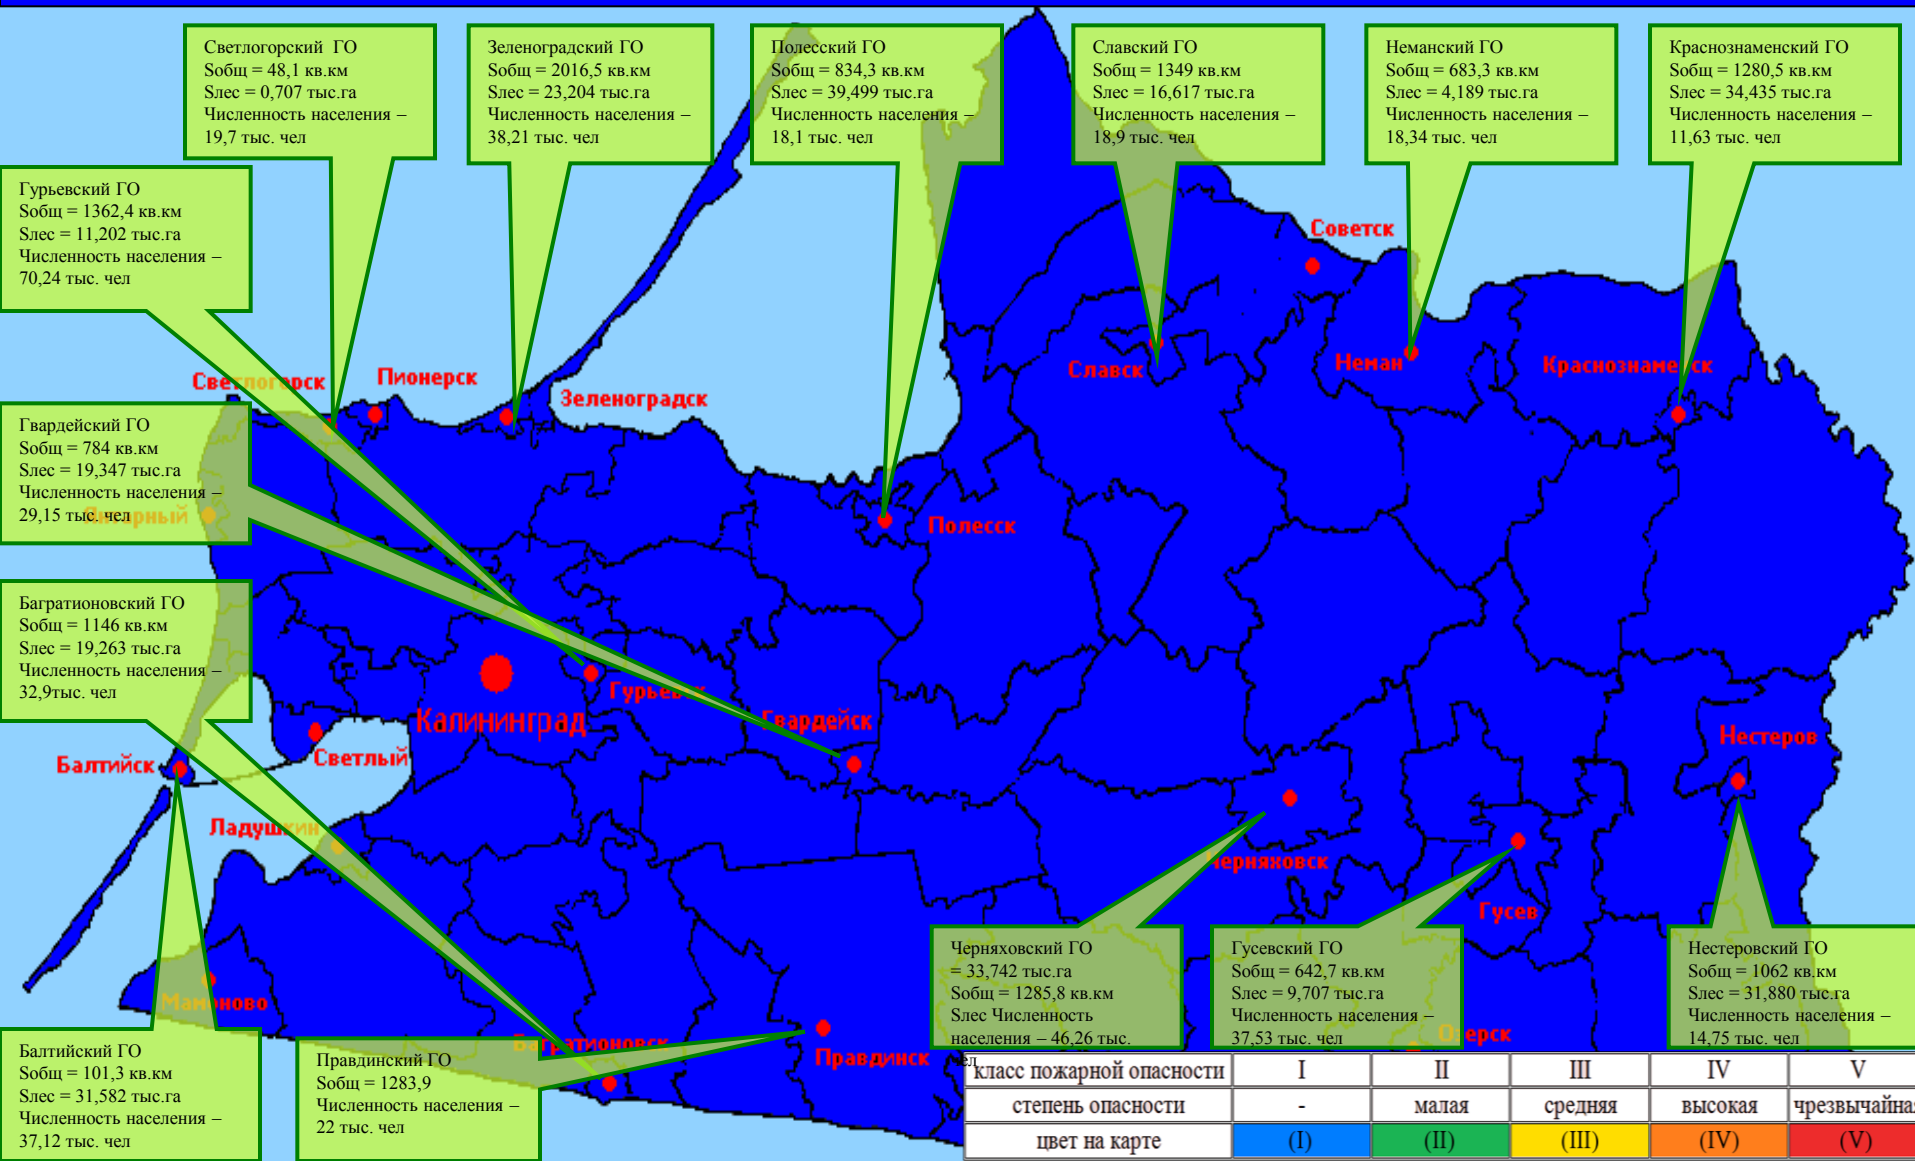 Светлогорский ГО
Sобщ = 48,1 кв.км
Sлес = 0,707 тыс.га
Численность населения –
19,7 тыс. чел
Зеленоградский ГО
Sобщ = 2016,5 кв.км
Sлес = 23,204 тыс.га
Численность населения –
38,21 тыс. чел
Полесский ГО
Sобщ = 834,3 кв.км
Sлес = 39,499 тыс.га
Численность населения –
18,1 тыс. чел
Славский ГО
Sобщ = 1349 кв.км
Sлес = 16,617 тыс.га
Численность населения –
18,9 тыс. чел
Неманский ГО
Sобщ = 683,3 кв.км
Sлес = 4,189 тыс.га
Численность населения –
18,34 тыс. чел
Краснознаменский ГО
Sобщ = 1280,5 кв.км
Sлес = 34,435 тыс.га
Численность населения –
11,63 тыс. чел
Гурьевский ГО
Sобщ = 1362,4 кв.км
Sлес = 11,202 тыс.га
Численность населения –
70,24 тыс. чел
Советск
Неман
Славск
Краснознаменск
Светлогорск
Пионерск
Зеленоградск
Гвардейский ГО
Sобщ = 784 кв.км
Sлес = 19,347 тыс.га
Численность населения –
29,15 тыс. чел
Янтарный
Полесск
Багратионовский ГО
Sобщ = 1146 кв.км
Sлес = 19,263 тыс.га
Численность населения –
32,9тыс. чел
Гурьевск
Калининград
Гвардейск
Нестеров
Светлый
Балтийск
Ладушкин
Черняховск
Гусев
Мамоново
Багратионовск
Правдинск
Озерск
Черняховский ГО
= 33,742 тыс.га
Sобщ = 1285,8 кв.км
Sлес Численность
населения – 46,26 тыс.
чел
Гусевский ГО
Sобщ = 642,7 кв.км
Sлес = 9,707 тыс.га
Численность населения –
37,53 тыс. чел
Нестеровский ГО
Sобщ = 1062 кв.км
Sлес = 31,880 тыс.га
Численность населения –
14,75 тыс. чел
Балтийский ГО
Sобщ = 101,3 кв.км
Sлес = 31,582 тыс.га
Численность населения –
37,12 тыс. чел
Правдинский ГО
Sобщ = 1283,9
Численность населения –
22 тыс. чел
класс пожарной опасности I II III IV V
степень опасности - малая средняя высокая чрезвычайная
цвет на карте (I) (II) (III) (IV) (V)